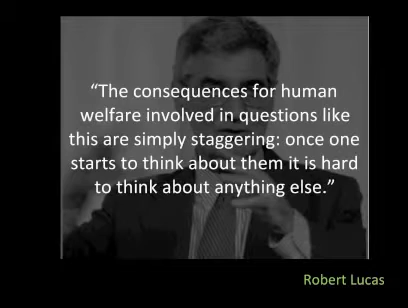 “The consequences for human
welfare involved in questions like
this are simply staggering: once one
starts to think about them it is hard
to think about anything else.”
Robert Lucas